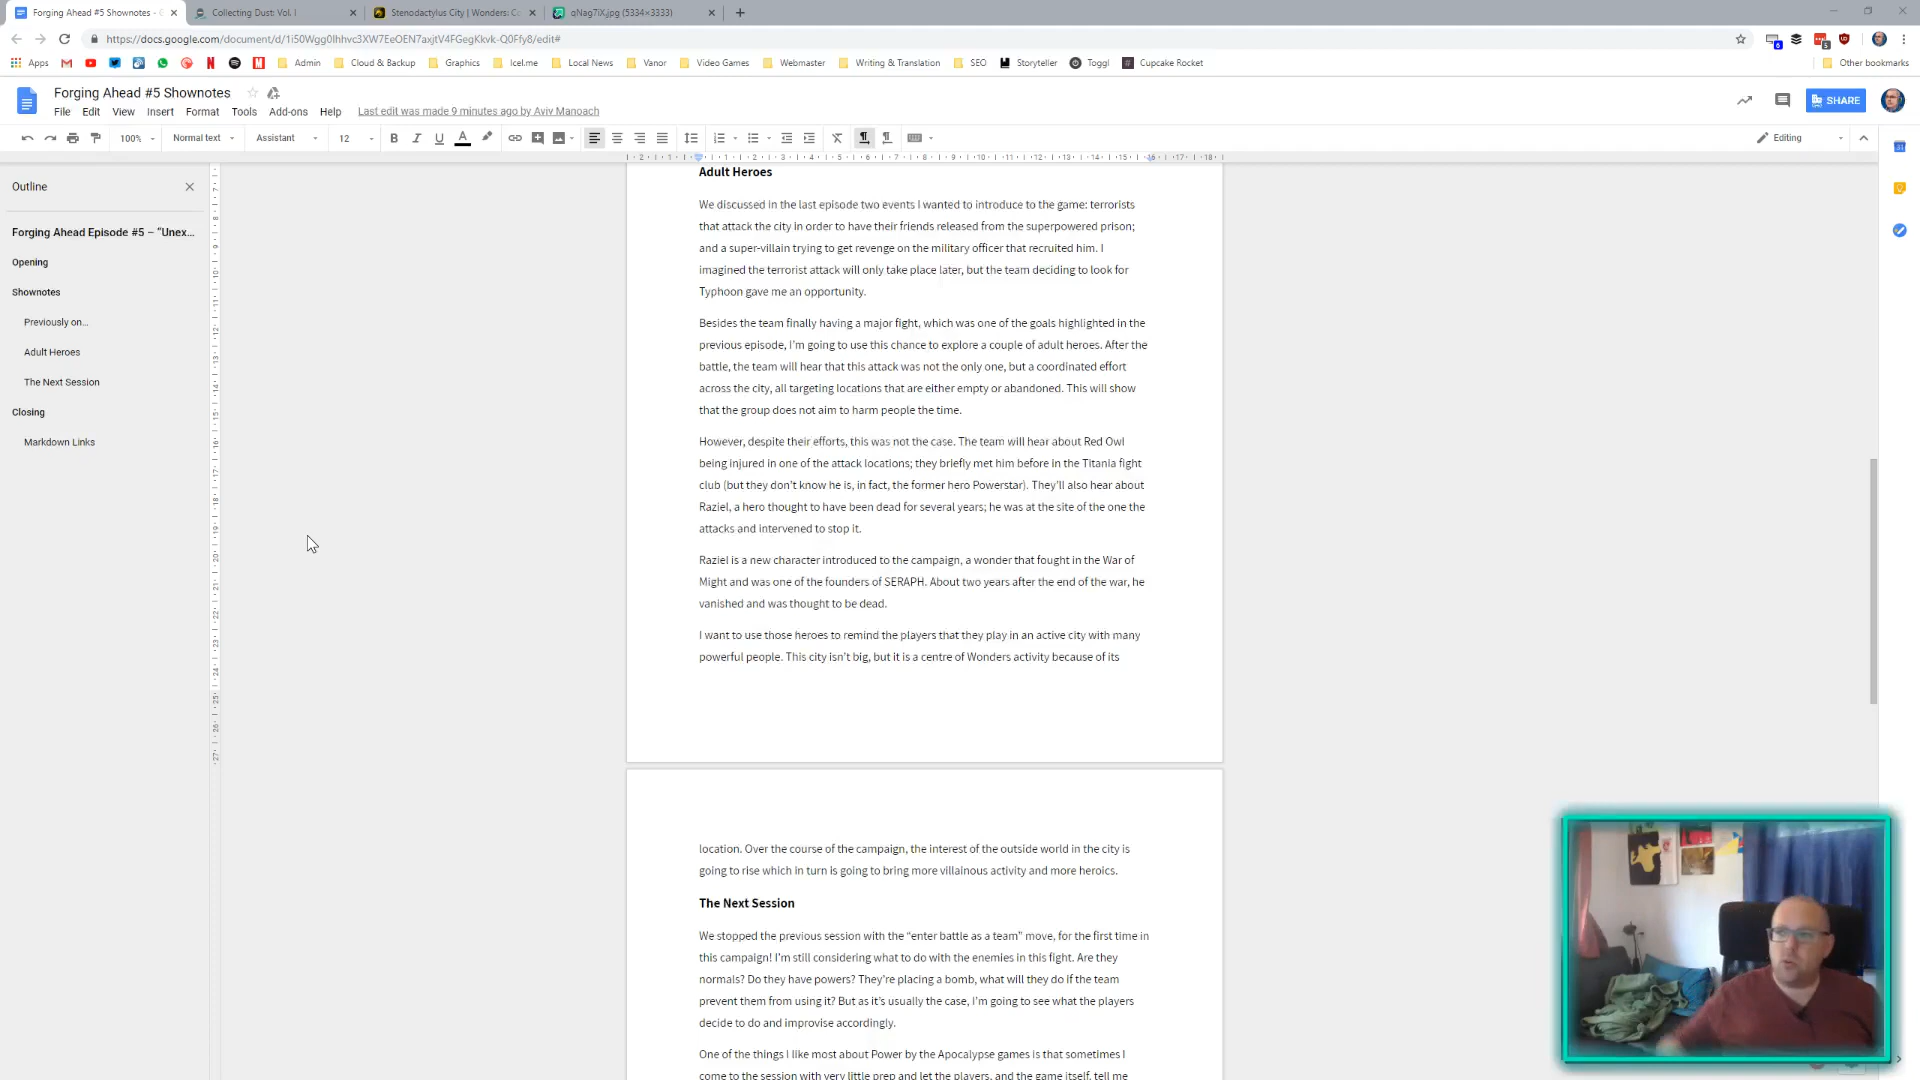 Forging Ahead #5 Shownotes - G
Collecting Dust: Vol. I
Stenodactylus City | Wonders: Co
qNag7iX.jpg (5334×3333)
https://docs.google.com/document/d/1i50Wgg0Ihhvc3XW7EeOEN7axjtV4FGegKkvk-Q0Ffy8/edit#
Apps
Admin
Cloud & Backup
Graphics
Icel.me
Local News
Vanor
Video Games
Webmaster
Writing & Translation
SEO
Storyteller
Toggl
Cupcake Rocket
Other bookmarks
Forging Ahead #5 Shownotes
File Edit View Insert Format Tools Add-ons Help
Last edit was made 9 minutes ago by Aviv Manoach
SHARE
100%
Normal text
Assistant
12
Editing
Outline
Forging Ahead Episode #5 – “Unex...
Opening
Shownotes
Previously on...
Adult Heroes
The Next Session
Closing
Markdown Links
Adult Heroes
We discussed in the last episode two events I wanted to introduce to the game: terrorists
that attack the city in order to have their friends released from the superpowered prison;
and a super-villain trying to get revenge on the military officer that recruited him. I
imagined the terrorist attack will only take place later, but the team deciding to look for
Typhoon gave me an opportunity.
Besides the team finally having a major fight, which was one of the goals highlighted in the
previous episode, I’m going to use this chance to explore a couple of adult heroes. After the
battle, the team will hear that this attack was not the only one, but a coordinated effort
across the city, all targeting locations that are either empty or abandoned. This will show
that the group does not aim to harm people the time.
However, despite their efforts, this was not the case. The team will hear about Red Owl
being injured in one of the attack locations; they briefly met him before in the Titania fight
club (but they don’t know he is, in fact, the former hero Powerstar). They’ll also hear about
Raziel, a hero thought to have been dead for several years; he was at the site of the one the
attacks and intervened to stop it.
Raziel is a new character introduced to the campaign, a wonder that fought in the War of
Might and was one of the founders of SERAPH. About two years after the end of the war, he
vanished and was thought to be dead.
I want to use those heroes to remind the players that they play in an active city with many
powerful people. This city isn’t big, but it is a centre of Wonders activity because of its
location. Over the course of the campaign, the interest of the outside world in the city is
going to rise which in turn is going to bring more villainous activity and more heroics.
The Next Session
We stopped the previous session with the “enter battle as a team” move, for the first time in
this campaign! I’m still considering what to do with the enemies in this fight. Are they
normals? Do they have powers? They’re placing a bomb, what will they do if the team
prevent them from using it? But as it’s usually the case, I’m going to see what the players
decide to do and improvise accordingly.
One of the things I like most about Power by the Apocalypse games is that sometimes I
come to the session with very little prep and let the players, and the game itself, tell me